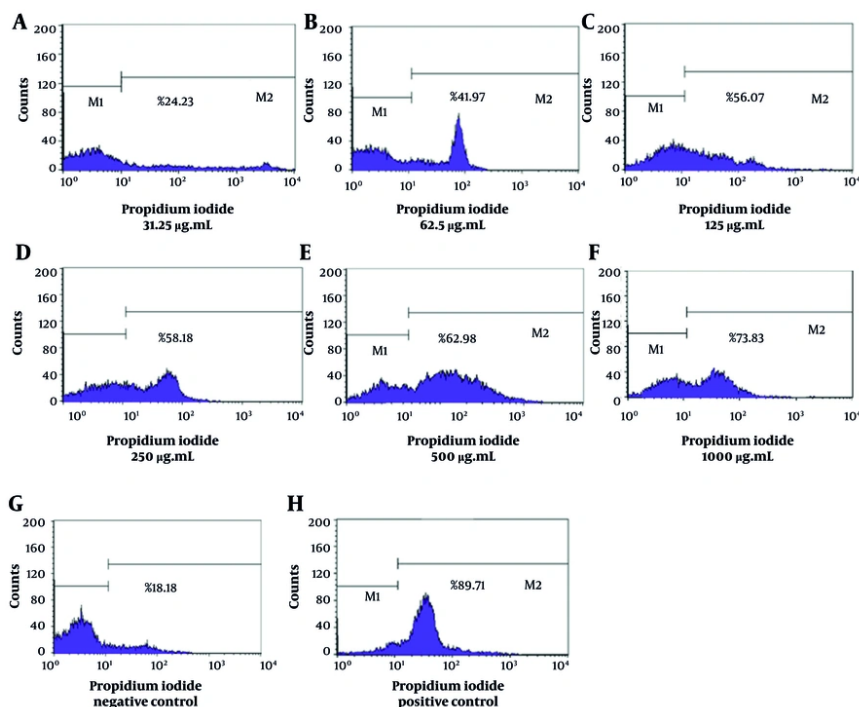 A
200
160
120
80
40
0
Counts
M1
%24.23
M2
10⁰ 10¹ 10² 10³ 10⁴
Propidium iodide
31.25 µg.mL
B
200
160
120
80
40
0
Counts
M1
%41.97
M2
10⁰ 10¹ 10² 10³ 10⁴
Propidium iodide
62.5 µg.mL
C
200
160
120
80
40
0
Counts
M1
%56.07
M2
10⁰ 10¹ 10² 10³ 10⁴
Propidium iodide
125 µg.mL
D
200
160
120
80
40
0
Counts
%58.18
10⁰ 10¹ 10² 10³ 10⁴
Propidium iodide
250 µg.mL
E
200
160
120
80
40
0
Counts
M1
%62.98
M2
10⁰ 10¹ 10² 10³ 10⁴
Propidium iodide
500 µg.mL
F
200
160
120
80
40
0
Counts
M1
%73.83
M2
10⁰ 10¹ 10² 10³ 10⁴
Propidium iodide
1000 µg.mL
G
200
160
120
80
40
0
Counts
%18.18
10⁰ 10¹ 10² 10³ 10⁴
Propidium iodide
negative control
H
200
160
120
80
40
0
Counts
M1
%89.71
M2
10⁰ 10¹ 10² 10³ 10⁴
Propidium iodide
positive control